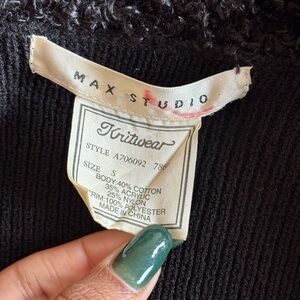 MAX STUDIO
Knitwear
STYLE A706092 786
SIZE S
BODY:40% COTTON
35% ACRYLIC
25% NYLON
TRIM:100% POLYESTER
MADE IN CHINA